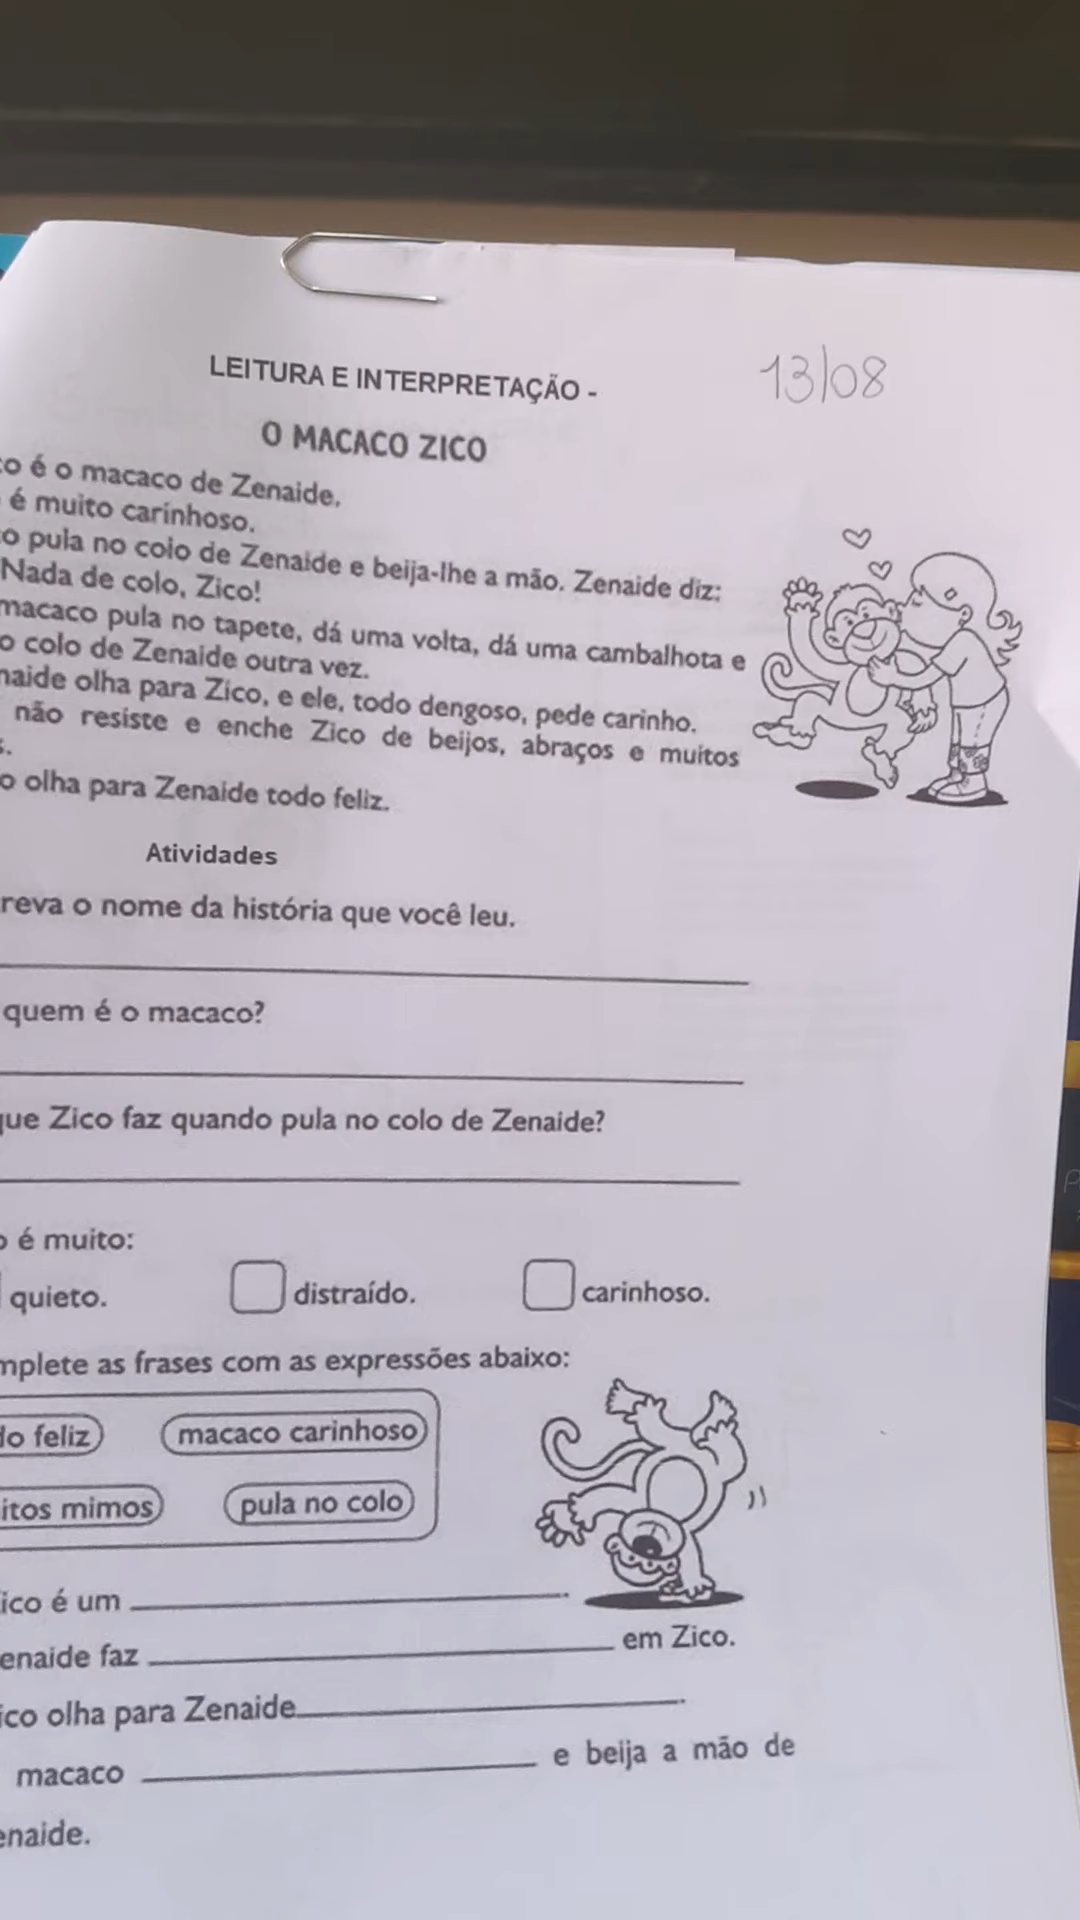 LEITURA E INTERPRETAÇÃO -
13/08
O MACACO ZICO
é o macaco de Zenaide.
é muito carinhoso.
pula no colo de Zenaide e beija-lhe a mão. Zenaide diz:
Nada de colo, Zico!
macaco pula no tapete, dá uma volta, dá uma cambalhota e
colo de Zenaide outra vez.
olha para Zico, e ele, todo dengoso, pede carinho.
não resiste e enche Zico de beijos, abraços e muitos
olha para Zenaide todo feliz.
Atividades
reva o nome da história que você leu.
quem é o macaco?
que Zico faz quando pula no colo de Zenaide?
é muito:
quieto.
distraído.
carinhoso.
mplete as frases com as expressões abaixo:
do feliz
macaco carinhoso
itos mimos
pula no colo
ico é um ____.
enaide faz ____ em Zico.
ico olha para Zenaide____.
macaco ____ e beija a mão de
enaide.